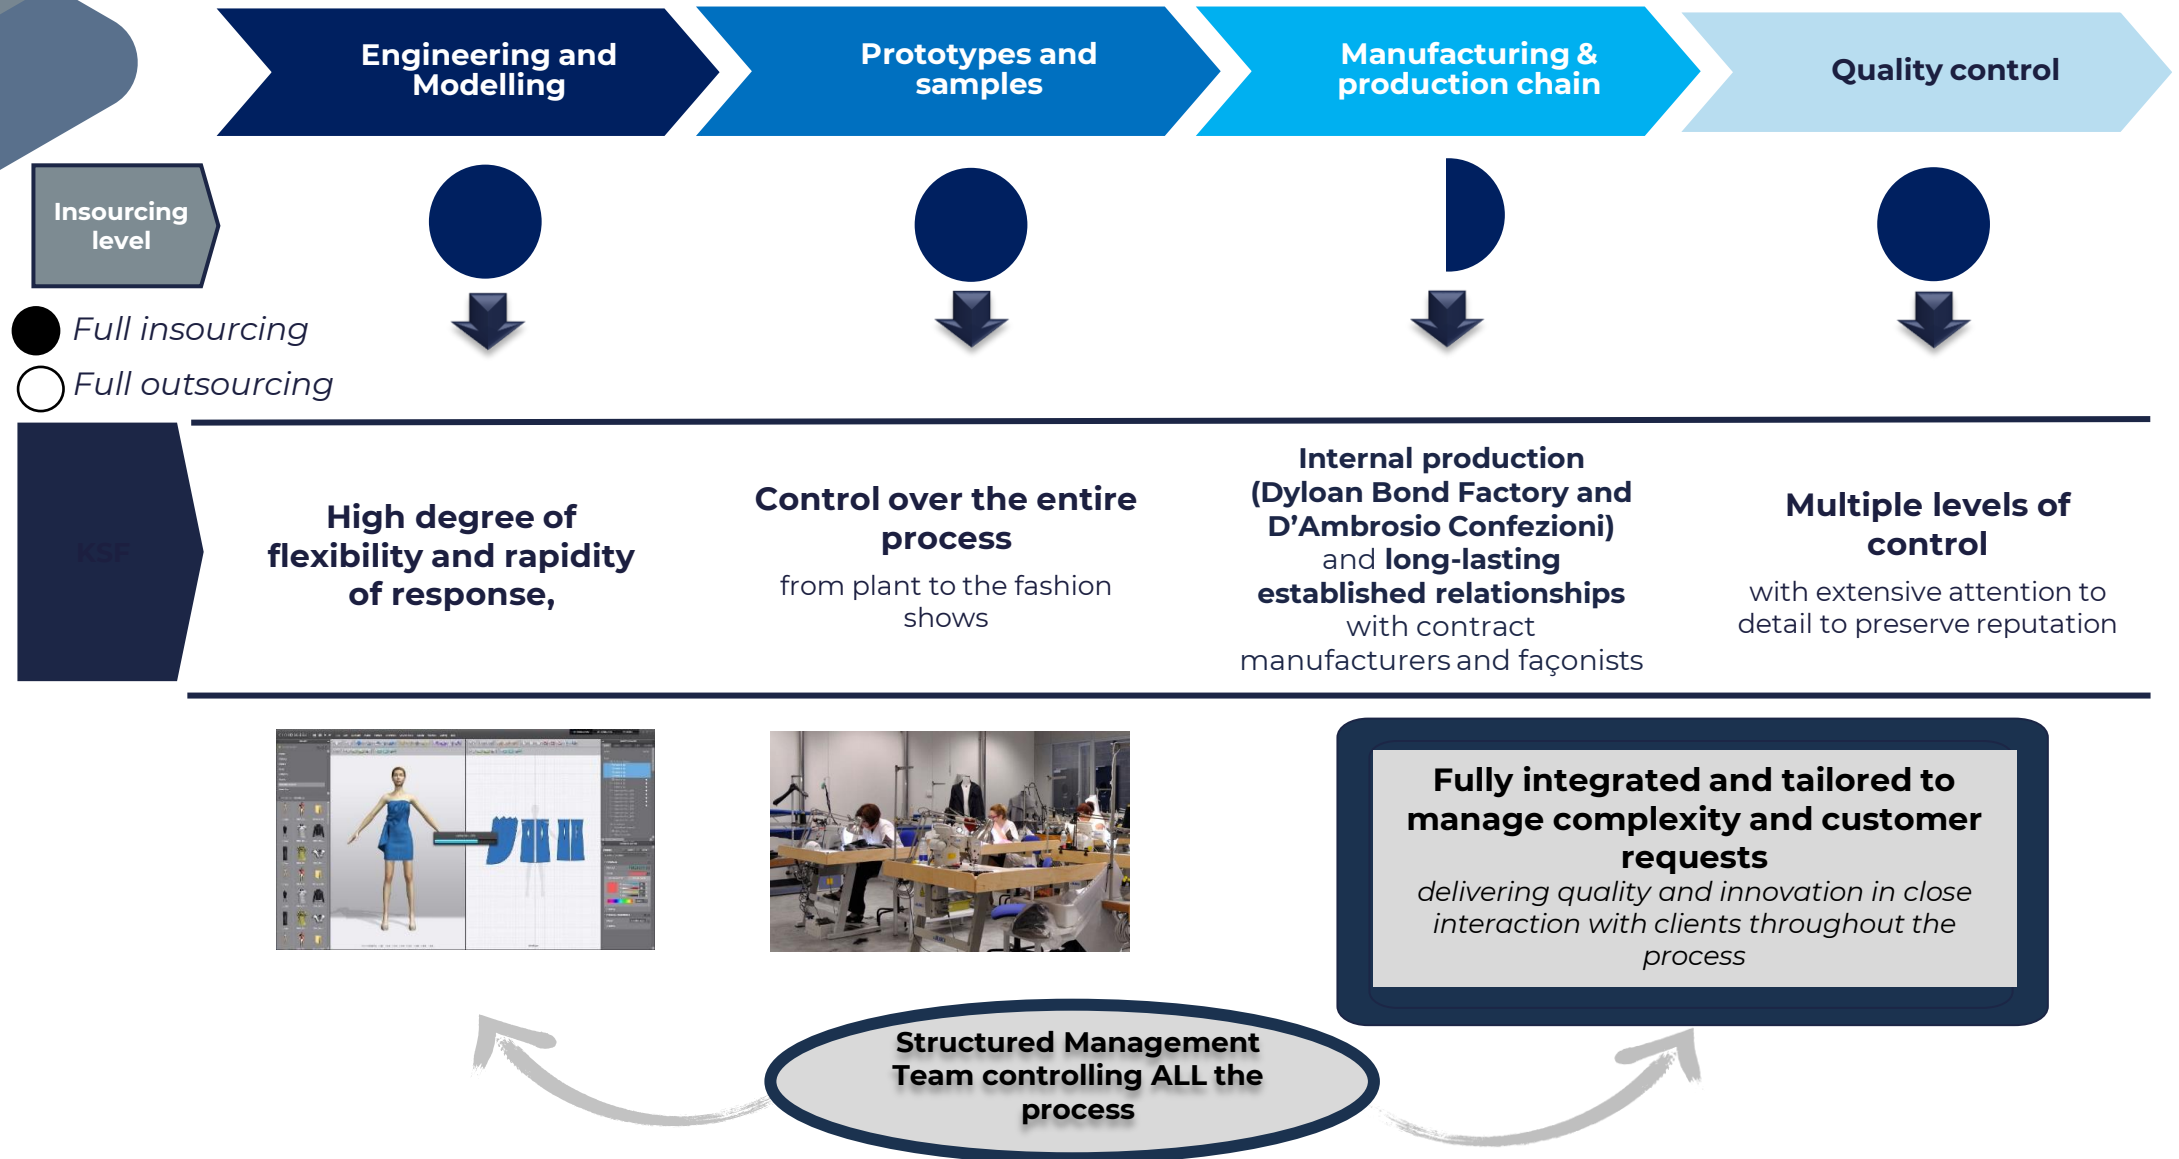 Engineering and
Modelling
Prototypes and
samples
Manufacturing &
production chain
Quality control
Insourcing
level
Full insourcing
Full outsourcing
KSF
High degree of
flexibility and rapidity
of response,
Control over the entire
process
from plant to the fashion
shows
Internal production
(Dyloan Bond Factory and
D’Ambrosio Confezioni)
and long-lasting
established relationships
with contract
manufacturers and façonists
Multiple levels of
control
with extensive attention to
detail to preserve reputation
Fully integrated and tailored to
manage complexity and customer
requests
delivering quality and innovation in close
interaction with clients throughout the
process
Structured Management
Team controlling ALL the
process